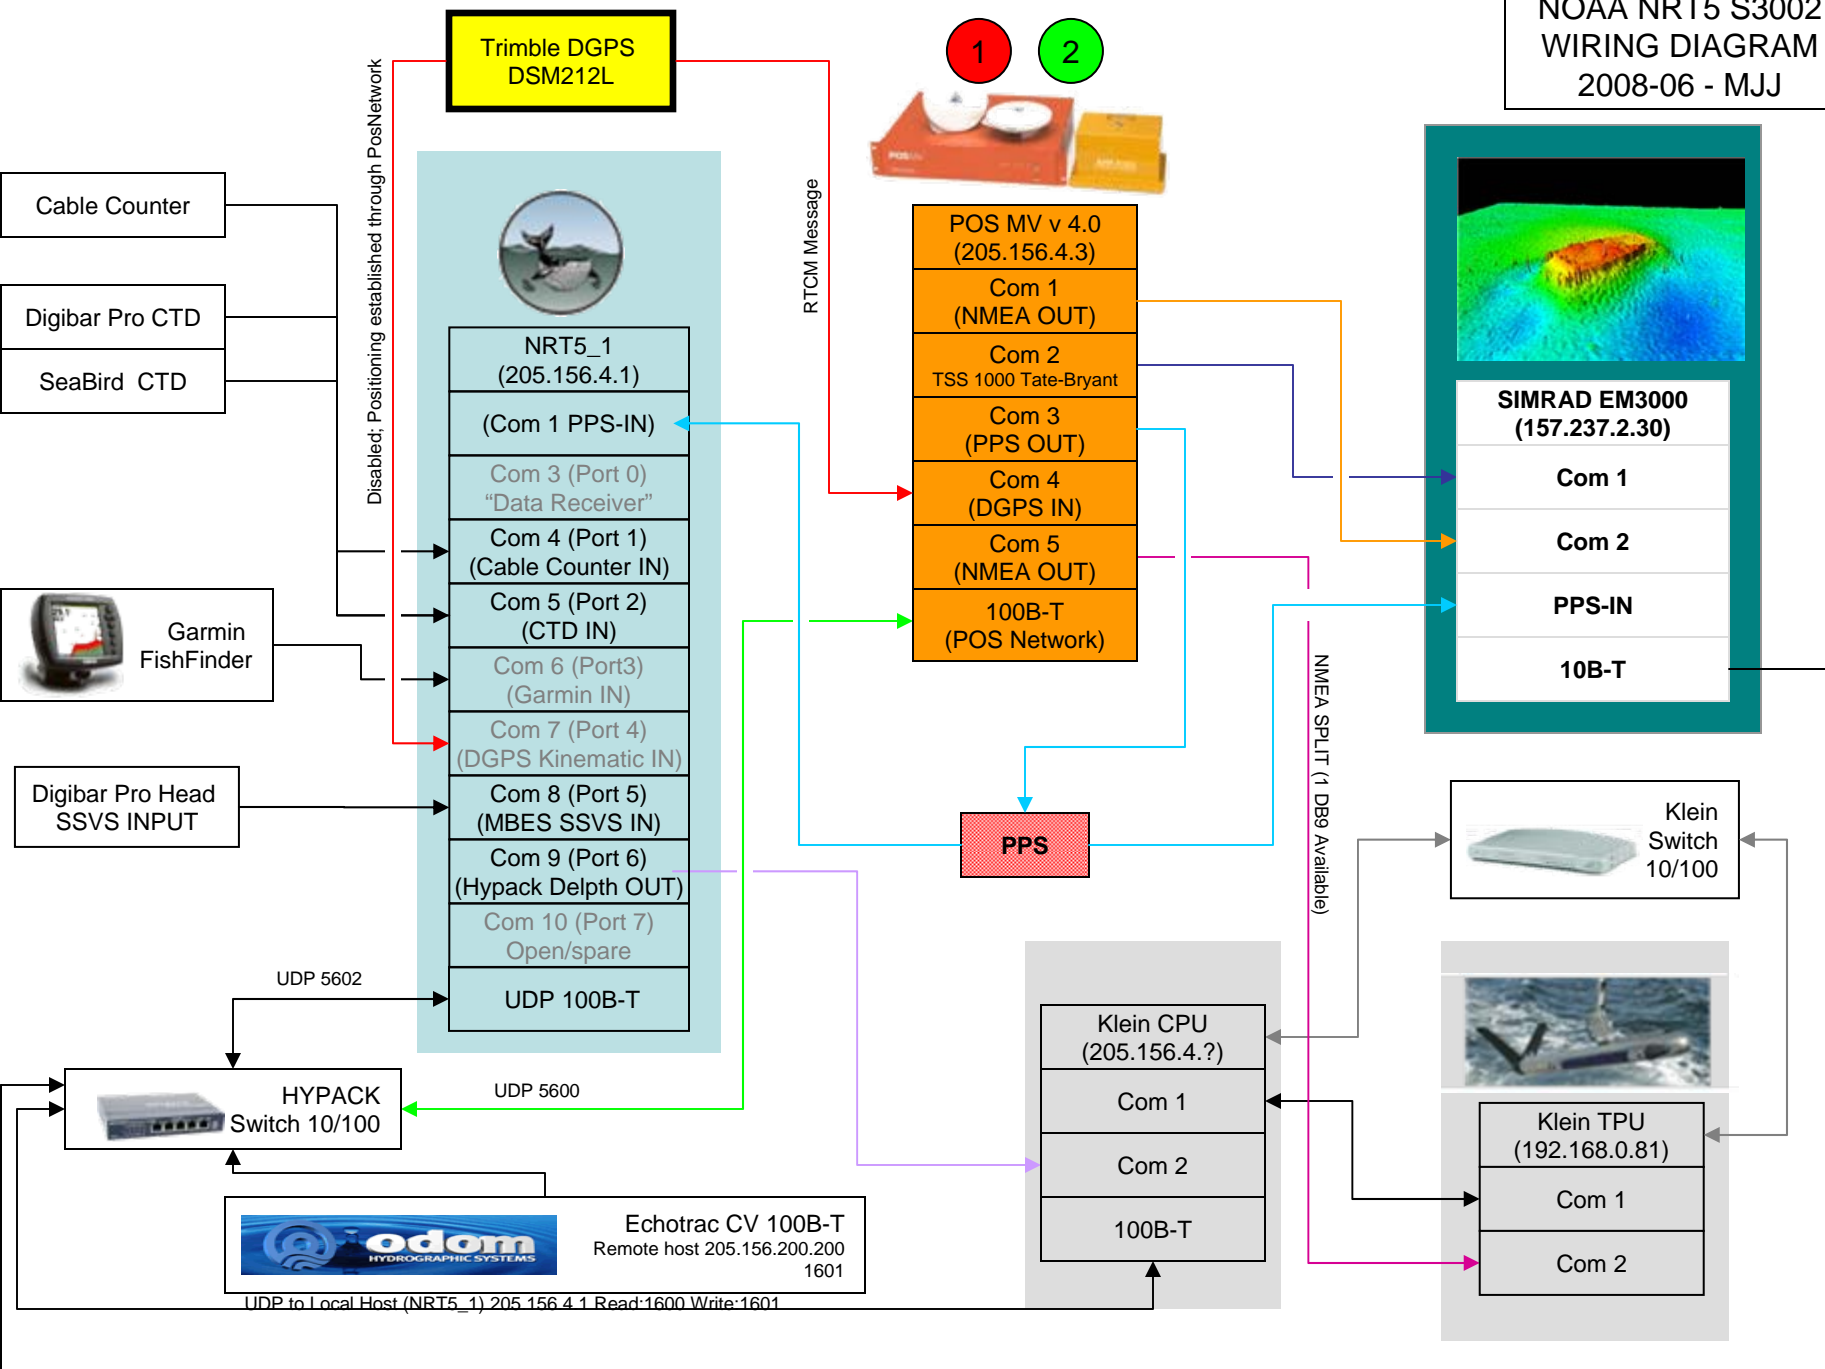 NOAA NRT5 S3002
WIRING DIAGRAM
2008-06 - MJJ
Trimble DGPS
DSM212L
1
2
Disabled; Positioning established through PosNetwork
RTCM Message
Cable Counter
Digibar Pro CTD
SeaBird CTD
Garmin
FishFinder
Digibar Pro Head
SSVS INPUT
NRT5_1
(205.156.4.1)
(Com 1 PPS-IN)
Com 3 (Port 0)
“Data Receiver”
Com 4 (Port 1)
(Cable Counter IN)
Com 5 (Port 2)
(CTD IN)
Com 6 (Port3)
(Garmin IN)
Com 7 (Port 4)
(DGPS Kinematic IN)
Com 8 (Port 5)
(MBES SSVS IN)
Com 9 (Port 6)
(Hypack Delpth OUT)
Com 10 (Port 7)
Open/spare
UDP 100B-T
POS MV v 4.0
(205.156.4.3)
Com 1
(NMEA OUT)
Com 2
TSS 1000 Tate-Bryant
Com 3
(PPS OUT)
Com 4
(DGPS IN)
Com 5
(NMEA OUT)
100B-T
(POS Network)
SIMRAD EM3000
(157.237.2.30)
Com 1
Com 2
PPS-IN
10B-T
PPS
NMEA SPLIT (1 DB9 Available)
Klein
Switch
10/100
Klein CPU
(205.156.4.?)
Com 1
Com 2
100B-T
Klein TPU
(192.168.0.81)
Com 1
Com 2
UDP 5602
UDP 5600
HYPACK
Switch 10/100
odom
HYDROGRAPHIC SYSTEMS
Echotrac CV 100B-T
Remote host 205.156.200.200
1601
UDP to Local Host (NRT5_1) 205 156 4 1 Read:1600 Write:1601